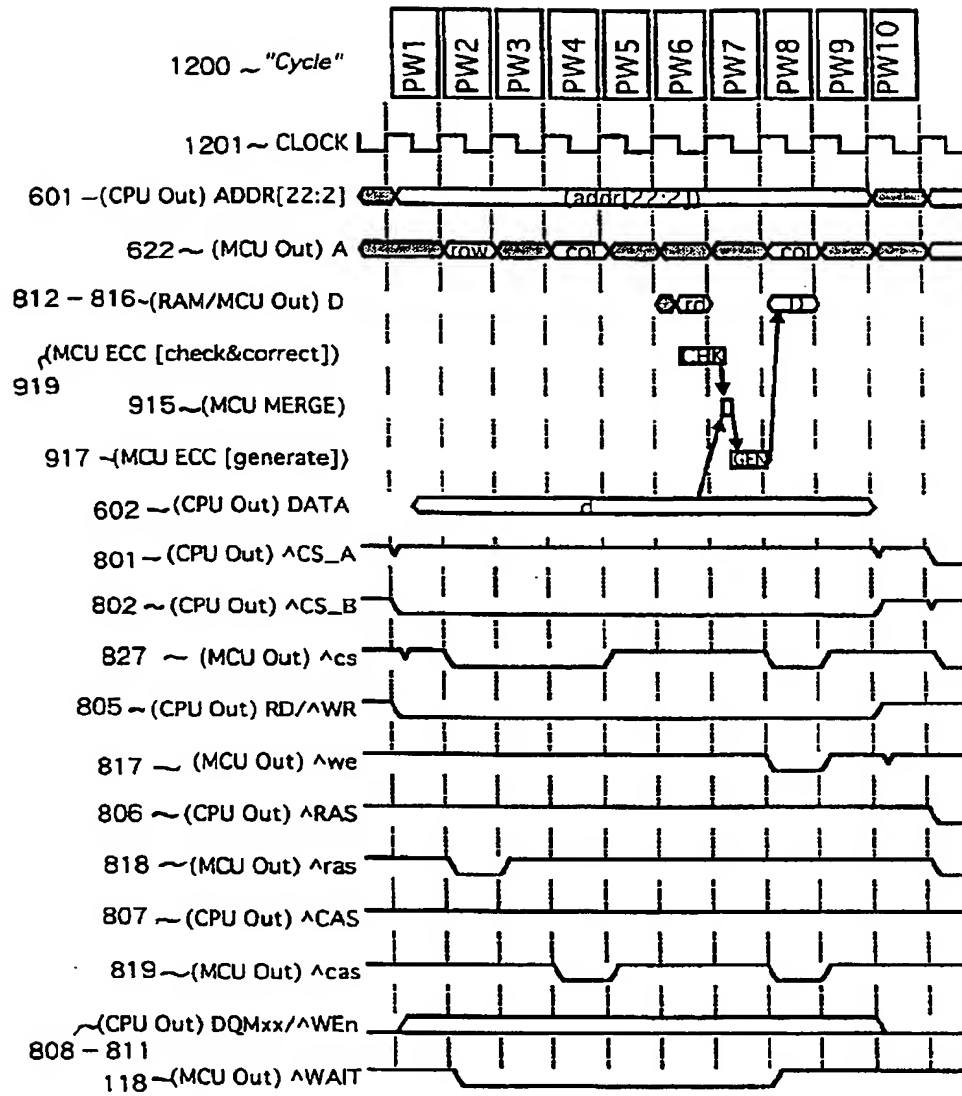 PW1 PW2 PW3 PW4 PW5 PW6 PW7 PW8 PW9 PW10
1200 ~ "Cycle"
1201 ~ CLOCK
601 – (CPU Out) ADDR[22:2] (addr[22:2])
622 ~ (MCU Out) A row col col
812 – 816 ~ (RAM/MCU Out) D rd D
(MCU ECC [check&correct]) CHK
919
915 ~ (MCU MERGE)
917 ~ (MCU ECC [generate]) GEN
602 ~ (CPU Out) DATA d
801 ~ (CPU Out) ^CS_A
802 ~ (CPU Out) ^CS_B
827 ~ (MCU Out) ^cs
805 ~ (CPU Out) RD/^WR
817 ~ (MCU Out) ^we
806 ~ (CPU Out) ^RAS
818 ~ (MCU Out) ^ras
807 ~ (CPU Out) ^CAS
819 ~ (MCU Out) ^cas
~ (CPU Out) DQMxx/^WEn
808 – 811
118 ~ (MCU Out) ^WAIT